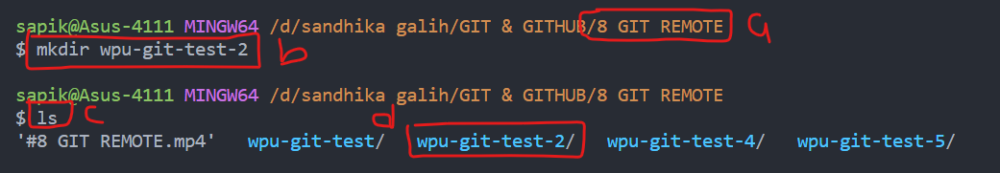 sapik@Asus-4111 MINGW64 /d/sandhika galih/GIT & GITHUB/8 GIT REMOTE a
$ mkdir wpu-git-test-2 b
sapik@Asus-4111 MINGW64 /d/sandhika galih/GIT & GITHUB/8 GIT REMOTE
$ ls c
d
'#8 GIT REMOTE.mp4' wpu-git-test/ wpu-git-test-2/ wpu-git-test-4/ wpu-git-test-5/